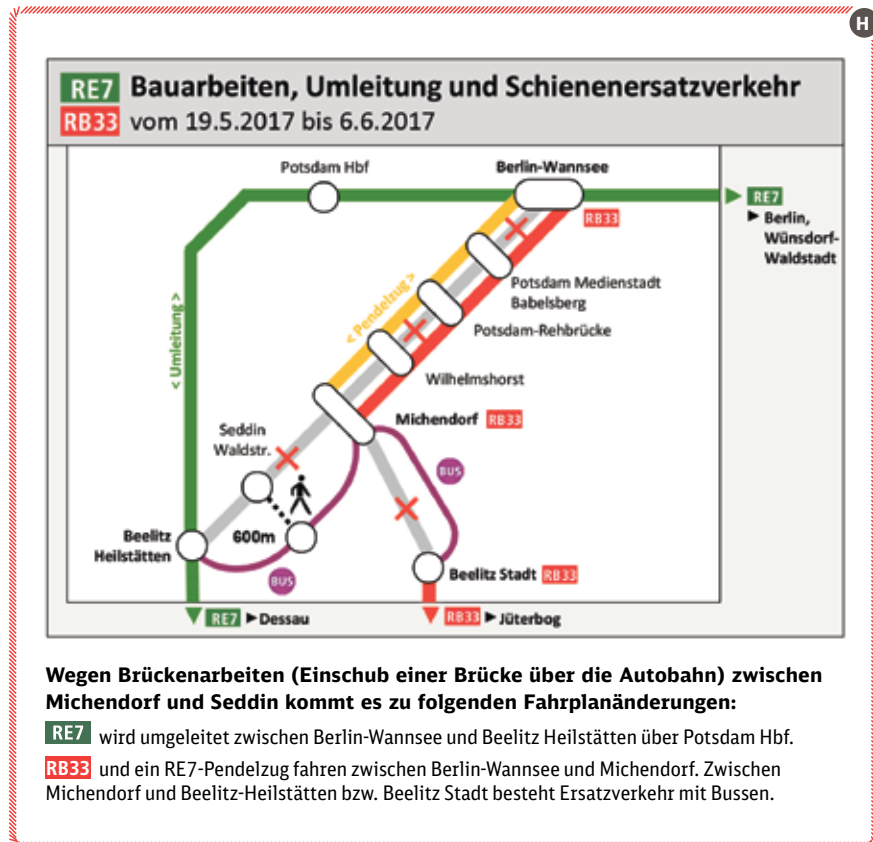 H
RE7 Bauarbeiten, Umleitung und Schienenersatzverkehr
RB33 vom 19.5.2017 bis 6.6.2017
Potsdam Hbf
Berlin-Wannsee
RE7
RB33
▶ Berlin,
Wünsdorf-
Waldstadt
Potsdam Medienstadt
Babelsberg
< Pendelzug >
Potsdam-Rehbrücke
< Umleitung >
Wilhelmshorst
Michendorf RB33
Seddin
Waldstr.
BUS
600m
Beelitz
Heilstätten
BUS
Beelitz Stadt RB33
RE7 ▶ Dessau
RB33 ▶ Jüterbog
Wegen Brückenarbeiten (Einschub einer Brücke über die Autobahn) zwischen
Michendorf und Seddin kommt es zu folgenden Fahrplanänderungen:
RE7 wird umgeleitet zwischen Berlin-Wannsee und Beelitz Heilstätten über Potsdam Hbf.
RB33 und ein RE7-Pendelzug fahren zwischen Berlin-Wannsee und Michendorf. Zwischen
Michendorf und Beelitz-Heilstätten bzw. Beelitz Stadt besteht Ersatzverkehr mit Bussen.